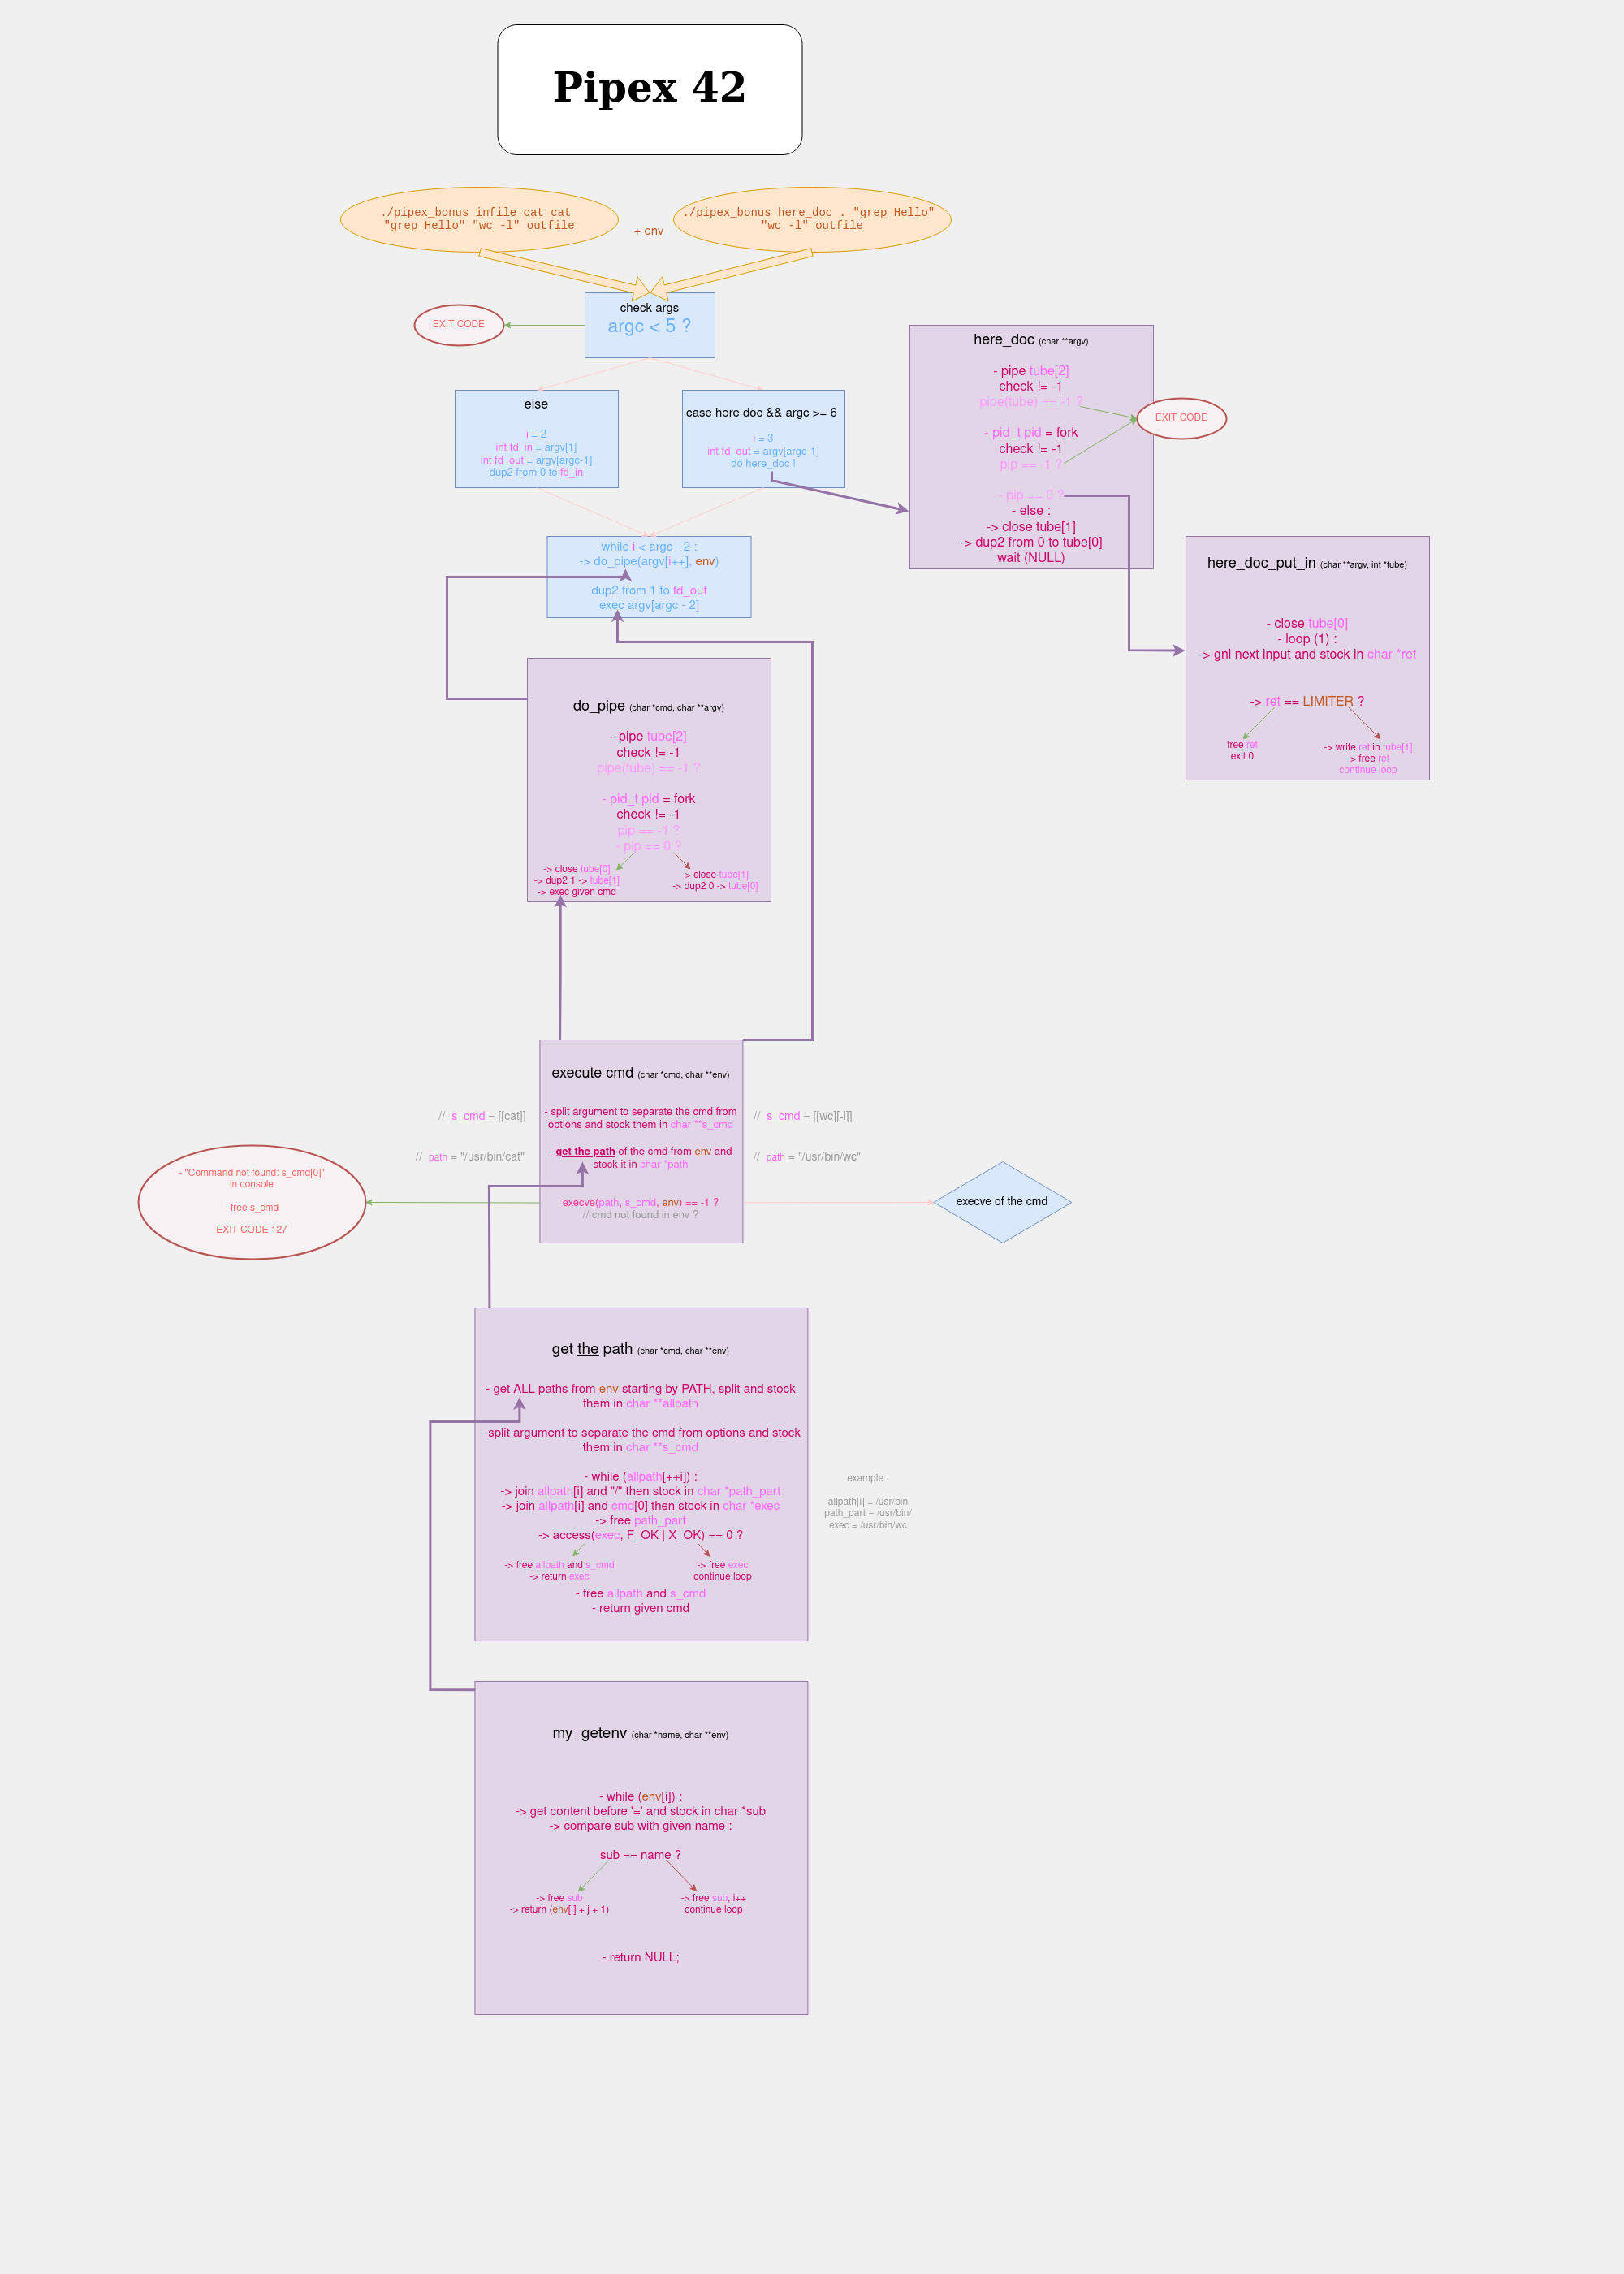 Pipex 42
./pipex_bonus infile cat cat
"grep Hello" "wc -l" outfile
+ env
./pipex_bonus here_doc . "grep Hello"
"wc -l" outfile
check args
argc < 5 ?
EXIT CODE
else
i = 2
int fd_in = argv[1]
int fd_out = argv[argc-1]
dup2 from 0 to fd_in
case here doc && argc >= 6
i = 3
int fd_out = argv[argc-1]
do here_doc !
here_doc (char **argv)
- pipe tube[2]
check != -1
pipe(tube) == -1 ?
- pid_t pid = fork
check != -1
pip == -1 ?
- pip == 0 ?
- else :
-> close tube[1]
-> dup2 from 0 to tube[0]
wait (NULL)
EXIT CODE
here_doc_put_in (char **argv, int *tube)
- close tube[0]
- loop (1) :
-> gnl next input and stock in char *ret
-> ret == LIMITER ?
free ret
exit 0
-> write ret in tube[1]
-> free ret
continue loop
while i < argc - 2 :
-> do_pipe(argv[i++], env)
dup2 from 1 to fd_out
exec argv[argc - 2]
do_pipe (char *cmd, char **argv)
- pipe tube[2]
check != -1
pipe(tube) == -1 ?
- pid_t pid = fork
check != -1
pip == -1 ?
- pip == 0 ?
-> close tube[0]
-> dup2 1 -> tube[1]
-> exec given cmd
-> close tube[1]
-> dup2 0 -> tube[0]
execute cmd (char *cmd, char **env)
- split argument to separate the cmd from
options and stock them in char **s_cmd
- get the path of the cmd from env and
stock it in char *path
execve(path, s_cmd, env) == -1 ?
// cmd not found in env ?
// s_cmd = [[cat]]
// path = "/usr/bin/cat"
// s_cmd = [[wc][-l]]
// path = "/usr/bin/wc"
- "Command not found: s_cmd[0]"
in console
- free s_cmd
EXIT CODE 127
execve of the cmd
get the path (char *cmd, char **env)
- get ALL paths from env starting by PATH, split and stock
them in char **allpath
- split argument to separate the cmd from options and stock
them in char **s_cmd
- while (allpath[++i]) :
-> join allpath[i] and "/" then stock in char *path_part
-> join allpath[i] and cmd[0] then stock in char *exec
-> free path_part
-> access(exec, F_OK | X_OK) == 0 ?
-> free allpath and s_cmd
-> return exec
-> free exec
continue loop
- free allpath and s_cmd
- return given cmd
example :
allpath[i] = /usr/bin
path_part = /usr/bin/
exec = /usr/bin/wc
my_getenv (char *name, char **env)
- while (env[i]) :
-> get content before '=' and stock in char *sub
-> compare sub with given name :
sub == name ?
-> free sub
-> return (env[i] + j + 1)
-> free sub, i++
continue loop
- return NULL;